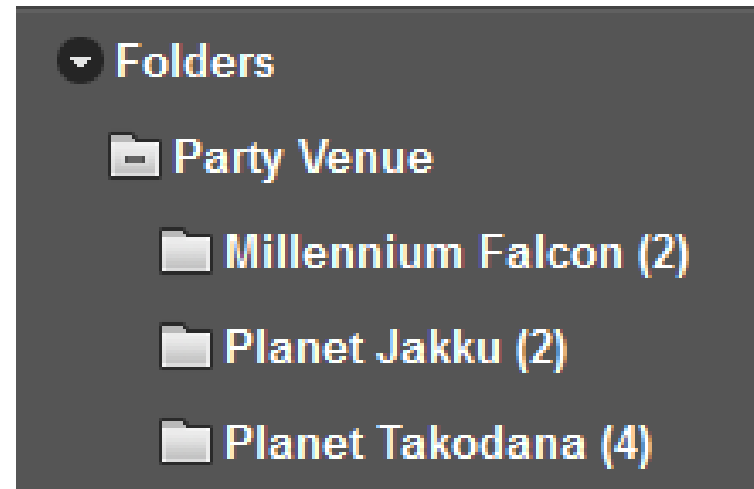 Folders
Party Venue
Millennium Falcon (2)
Planet Jakku (2)
Planet Takodana (4)